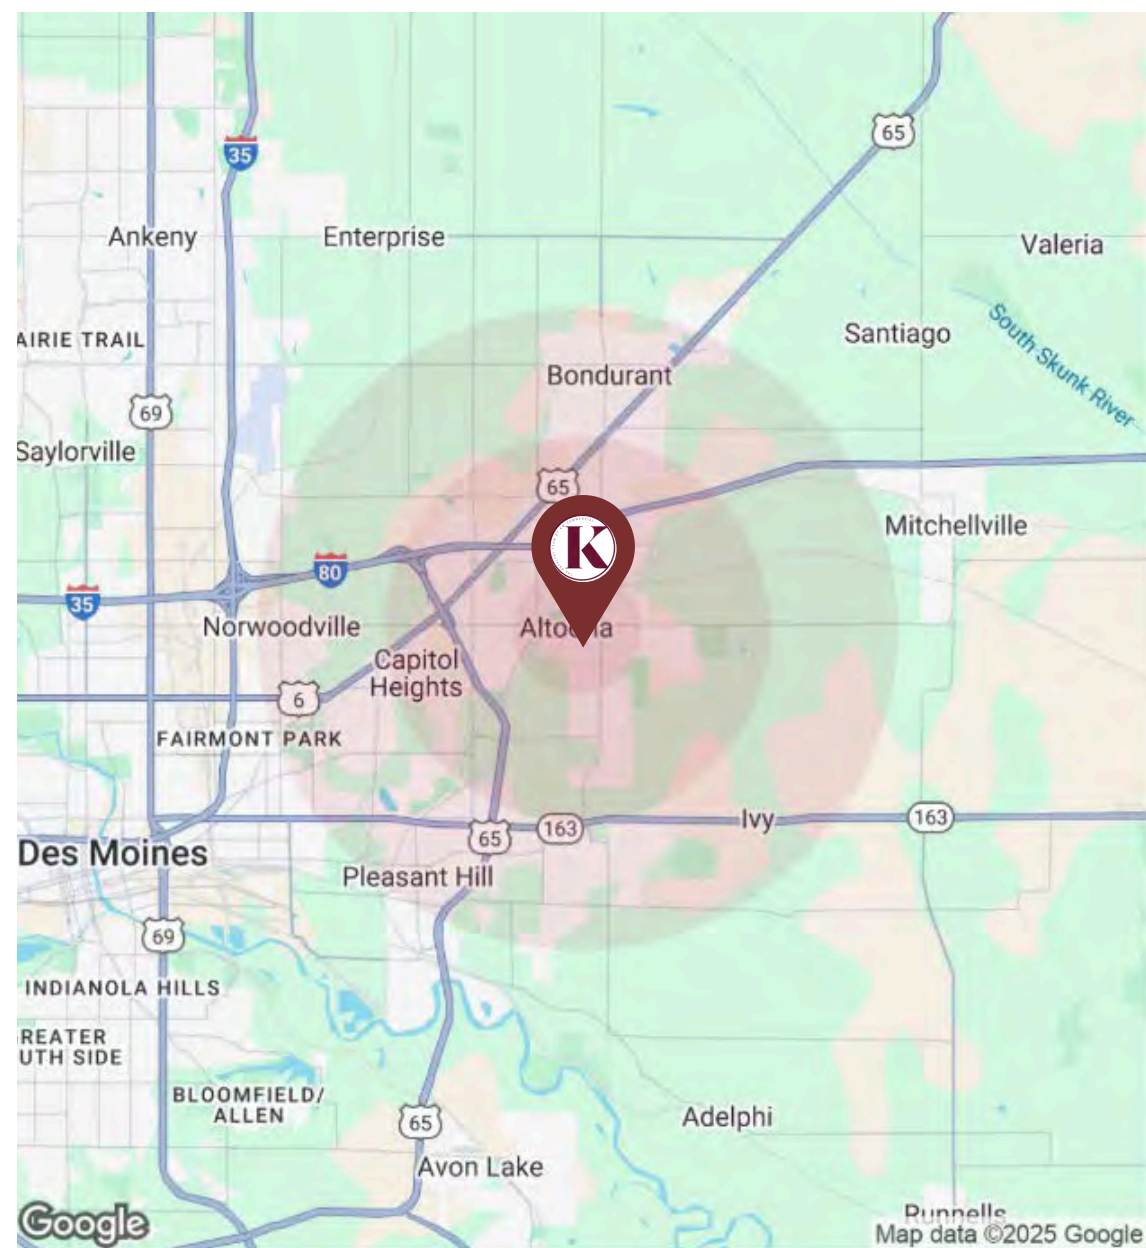 65
35
Ankeny
Enterprise
Valeria
Santiago
South Skunk River
AIRIE TRAIL
Bondurant
69
Saylorville
65
Mitchellville
K
80
35
Norwoodville
Altoona
Capitol
Heights
6
FAIRMONT PARK
Ivy
163
163
65
Des Moines
Pleasant Hill
69
INDIANOLA HILLS
REATER
UTH SIDE
BLOOMFIELD/
ALLEN
65
Adelphi
Avon Lake
Runnells
Google
Map data ©2025 Google